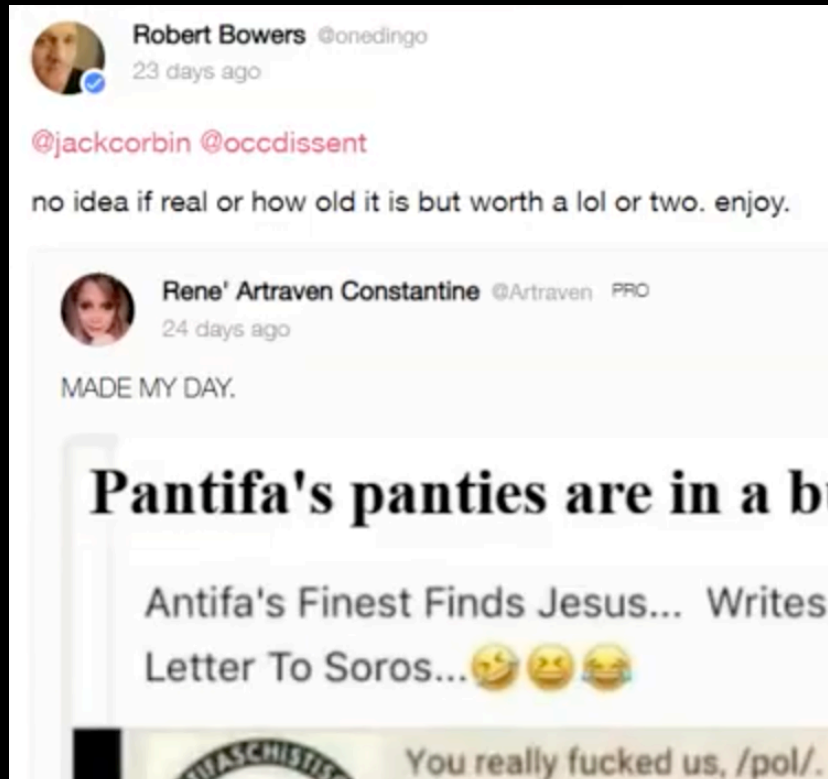 Robert Bowers @onedingo
23 days ago
@jackcorbin @occdissent
no idea if real or how old it is but worth a lol or two. enjoy.
Rene' Artraven Constantine @Artraven PRO
24 days ago
MADE MY DAY.
Pantifa's panties are in a
Antifa's Finest Finds Jesus... Writes
Letter To Soros...🤣😆😂
You really fucked us, /pol/.